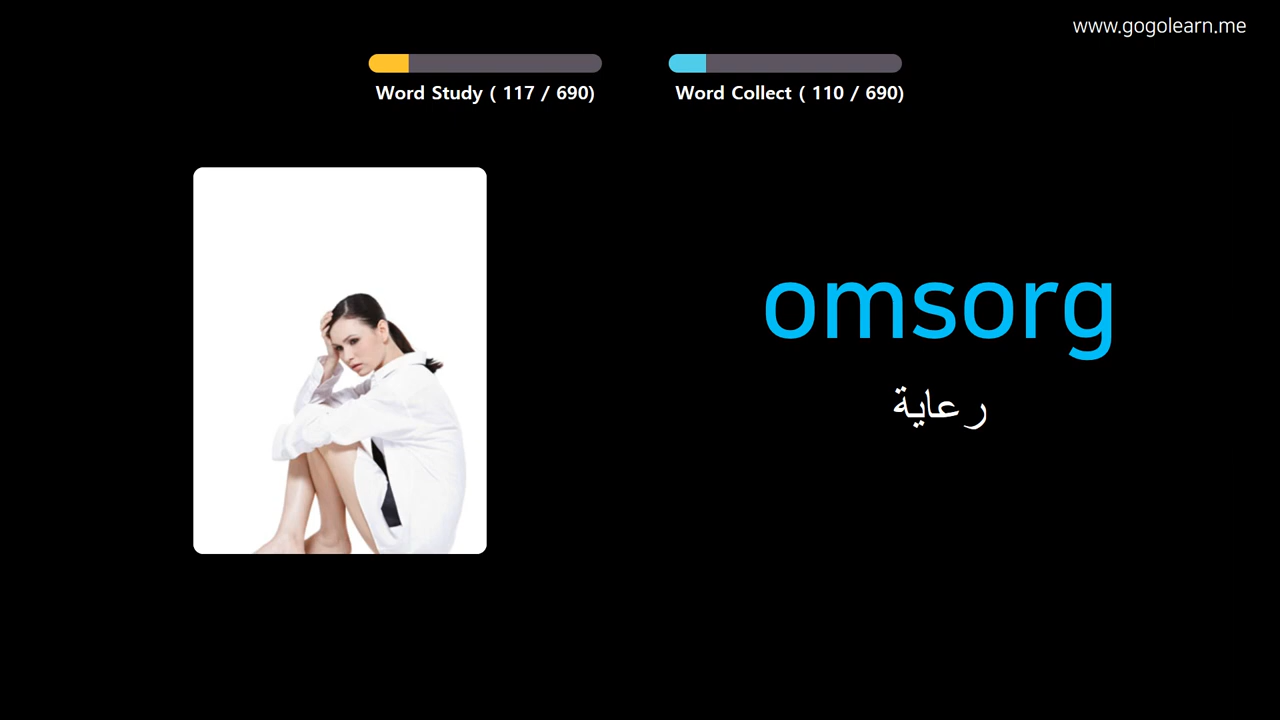 www.gogolearn.me
Word Study ( 117 / 690)
Word Collect ( 110 / 690)
omsorg
رعاية